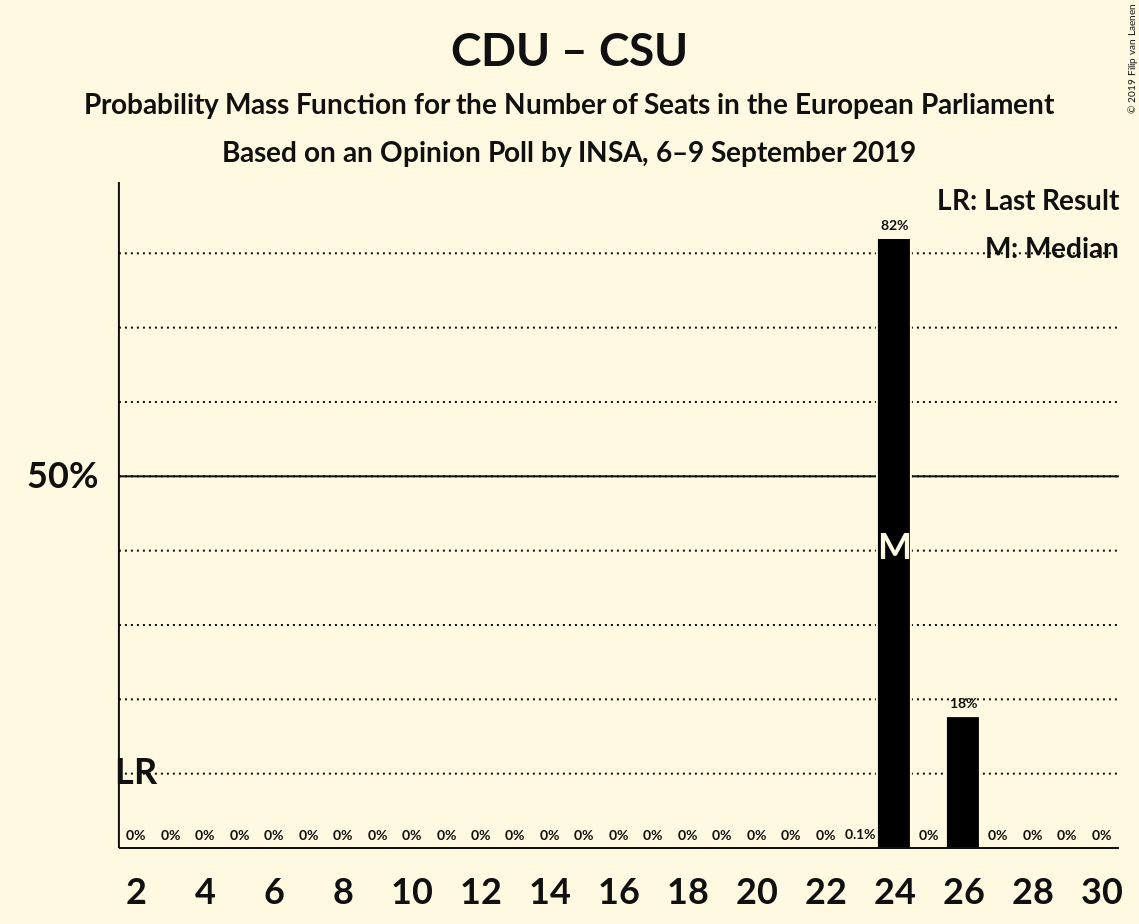 CDU – CSU
Probability Mass Function for the Number of Seats in the European Parliament
Based on an Opinion Poll by INSA, 6–9 September 2019
© 2019 Filip van Laenen
LR: Last Result
M: Median
82%
50%
M
18%
LR
0% 0% 0% 0% 0% 0% 0% 0% 0% 0% 0% 0% 0% 0% 0% 0% 0% 0% 0% 0% 0% 0.1% 0% 0% 0% 0% 0%
2 4 6 8 10 12 14 16 18 20 22 24 26 28 30